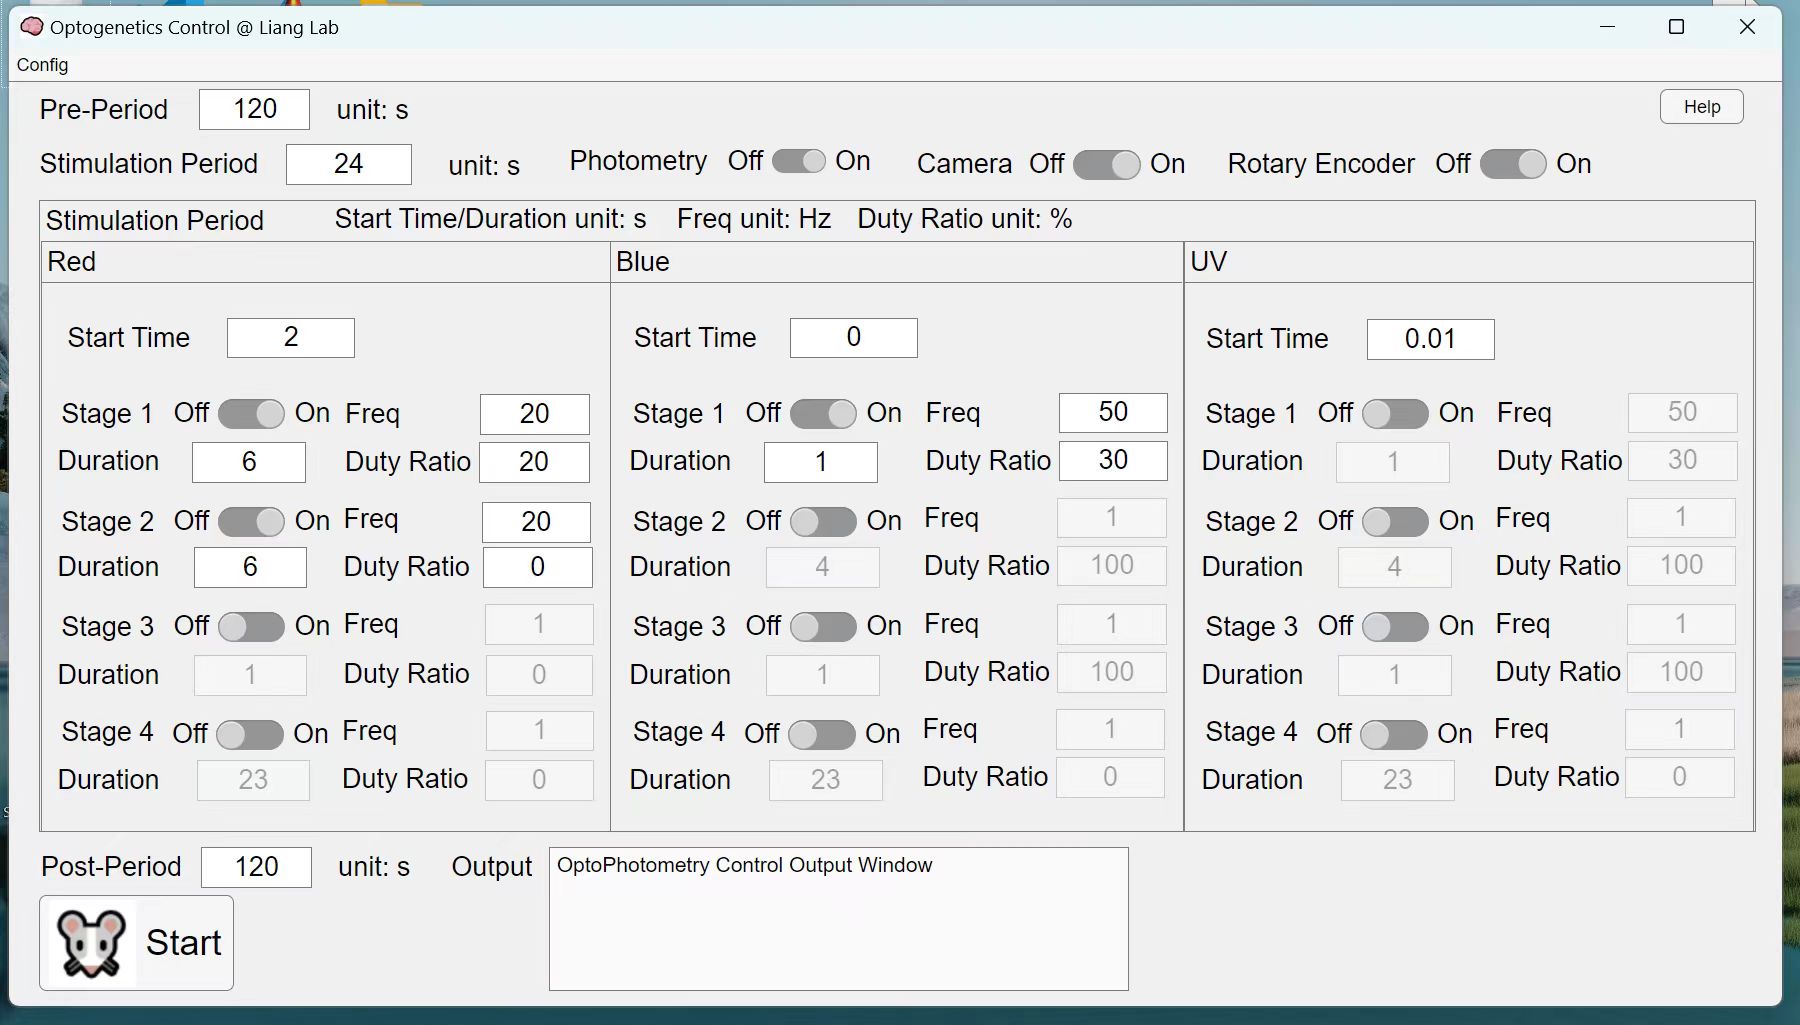 Optogenetics Control @ Liang Lab
Config
Pre-Period 120 unit: s Help
Stimulation Period 24 unit: s Photometry Off On Camera Off On Rotary Encoder Off On
Stimulation Period Start Time/Duration unit: s Freq unit: Hz Duty Ratio unit: %
Red
Start Time 2
Stage 1 Off On Freq 20
Duration 6 Duty Ratio 20
Stage 2 Off On Freq 20
Duration 6 Duty Ratio 0
Stage 3 Off On Freq 1
Duration 1 Duty Ratio 0
Stage 4 Off On Freq 1
Duration 23 Duty Ratio 0
Blue
Start Time 0
Stage 1 Off On Freq 50
Duration 1 Duty Ratio 30
Stage 2 Off On Freq 1
Duration 4 Duty Ratio 100
Stage 3 Off On Freq 1
Duration 1 Duty Ratio 100
Stage 4 Off On Freq 1
Duration 23 Duty Ratio 0
UV
Start Time 0.01
Stage 1 Off On Freq 50
Duration 1 Duty Ratio 30
Stage 2 Off On Freq 1
Duration 4 Duty Ratio 100
Stage 3 Off On Freq 1
Duration 1 Duty Ratio 100
Stage 4 Off On Freq 1
Duration 23 Duty Ratio 0
Post-Period 120 unit: s Output OptoPhotometry Control Output Window
Start